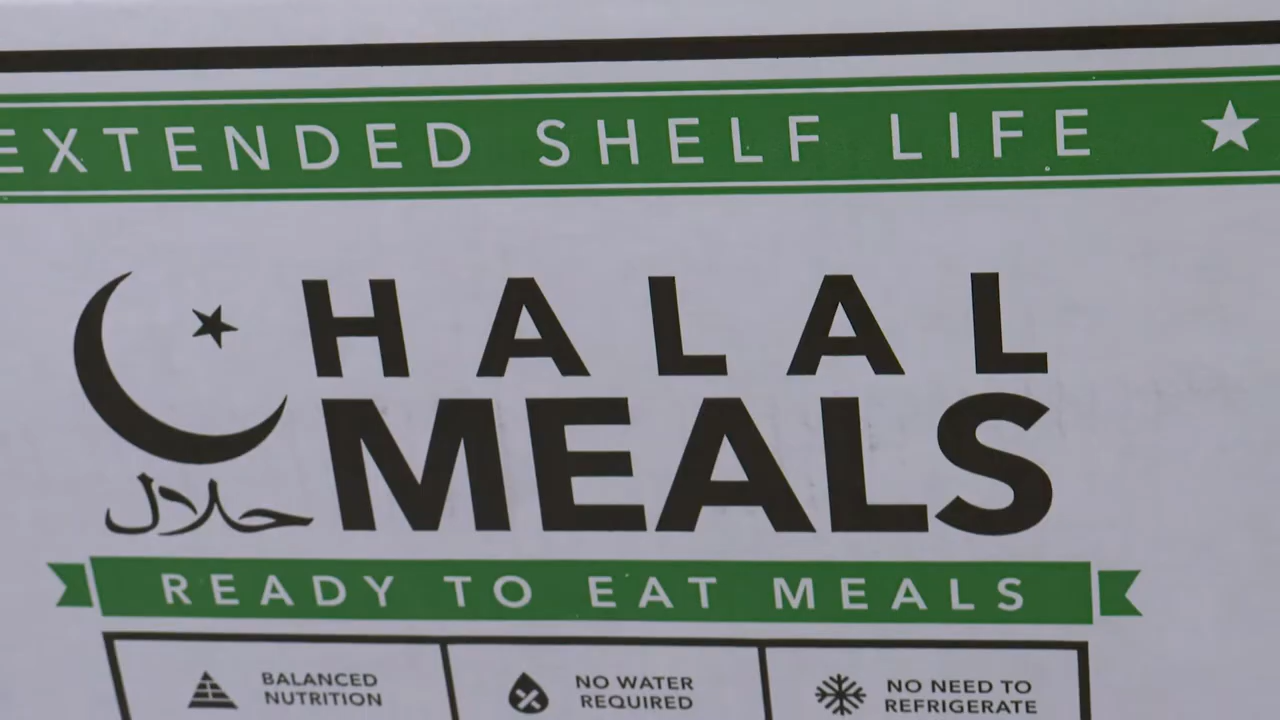 EXTENDED SHELF LIFE
HALAL
MEALS
حلال
READY TO EAT MEALS
BALANCED
NUTRITION
NO WATER
REQUIRED
NO NEED TO
REFRIGERATE